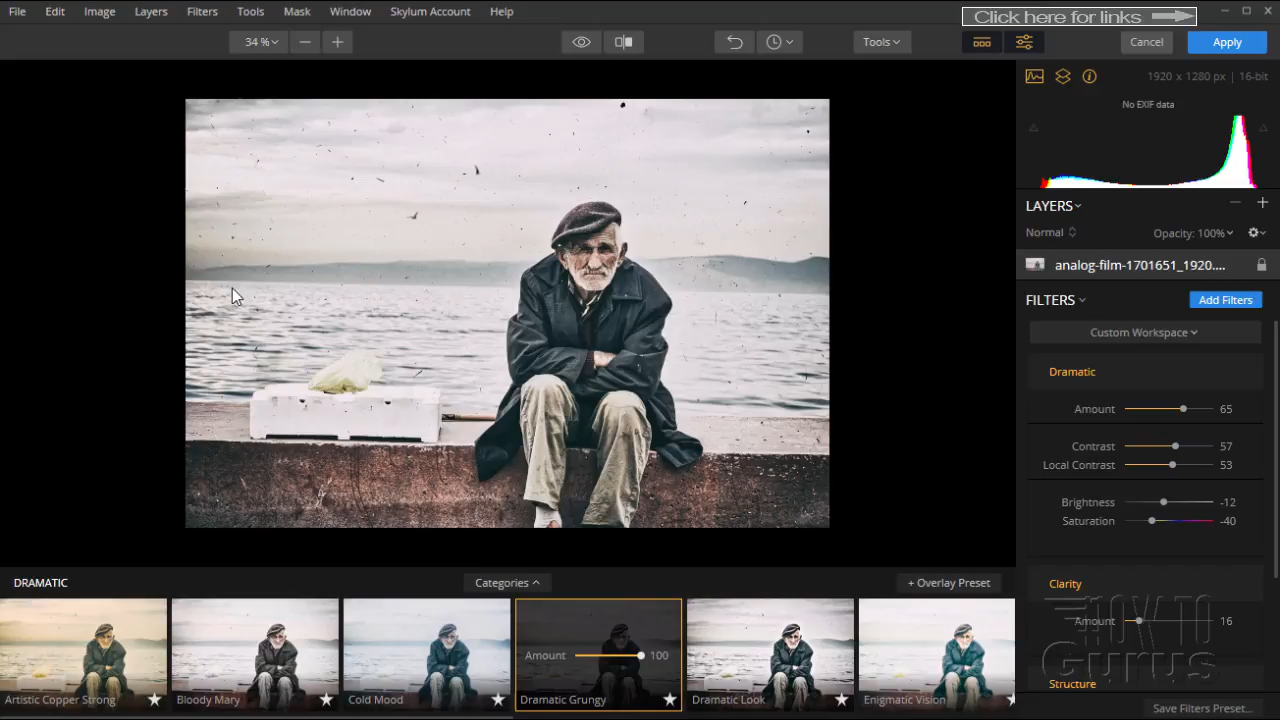 File Edit Image Layers Filters Tools Mask Window Skylum Account Help
Click here for links
34 %
Tools
Cancel
Apply
1920 x 1280 px | 16-bit
No EXIF data
LAYERS
Normal
Opacity: 100%
analog-film-1701651_1920....
FILTERS
Add Filters
Custom Workspace
Dramatic
Amount 65
Contrast 57
Local Contrast 53
Brightness -12
Saturation -40
Clarity
Amount 16
HOW TO
Gurus
Structure
Save Filters Preset...
DRAMATIC
Categories
+ Overlay Preset
Amount 100
Artistic Copper Strong
Bloody Mary
Cold Mood
Dramatic Grungy
Dramatic Look
Enigmatic Vision